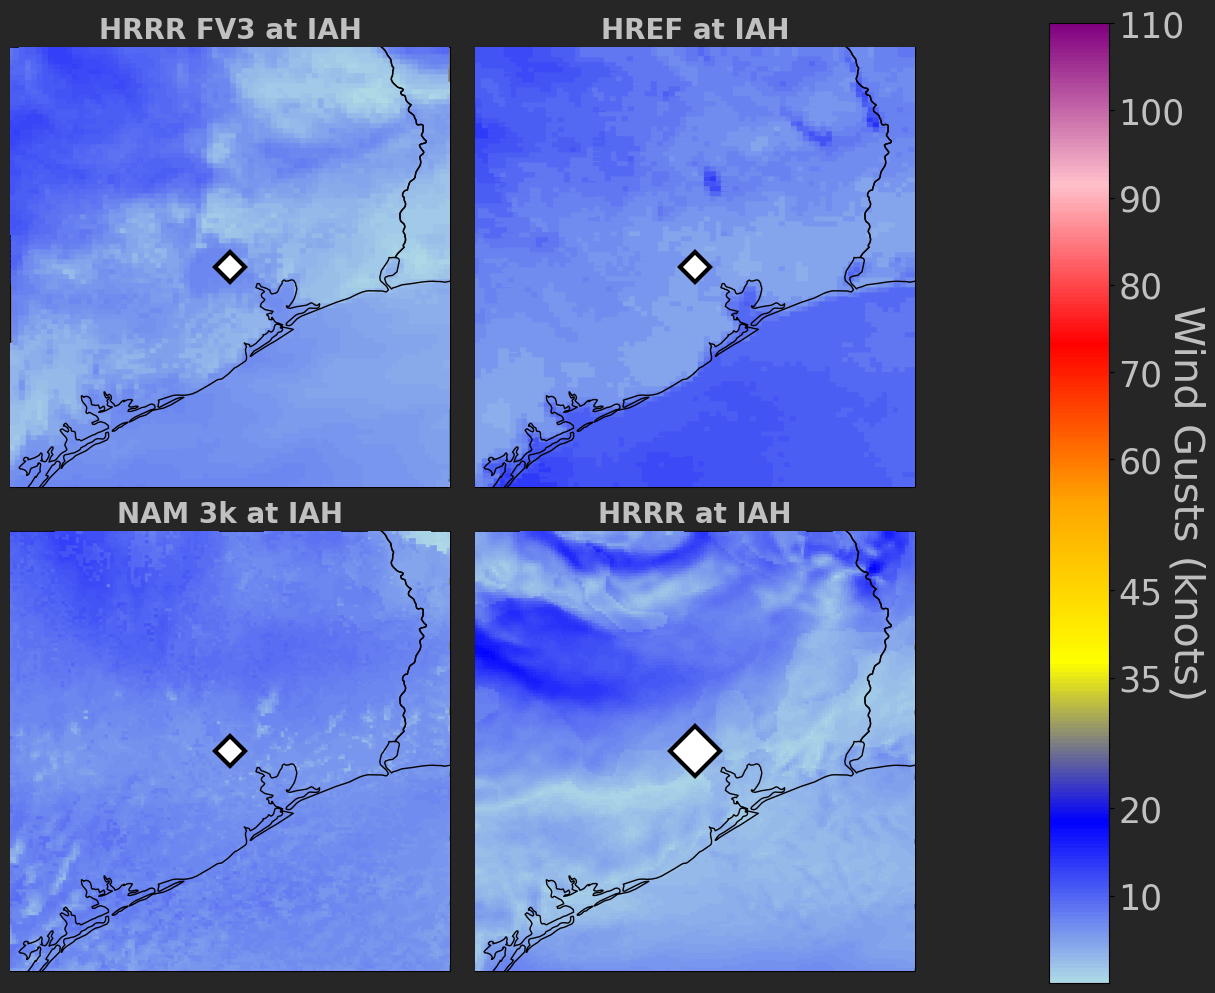 HRRR FV3 at IAH
HREF at IAH
NAM 3k at IAH
HRRR at IAH
110
100
90
80
70
60
45
35
20
10
Wind Gusts (knots)